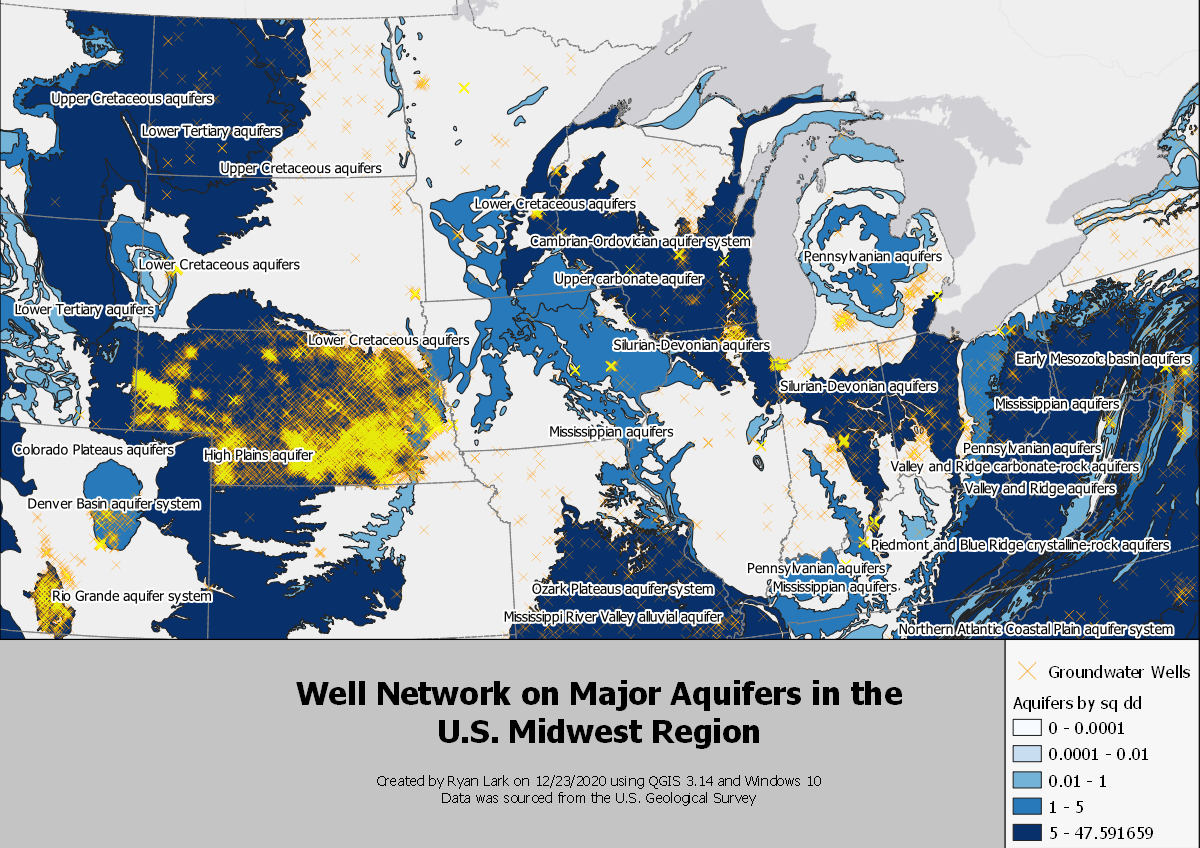 Upper Cretaceous aquifers
Lower Tertiary aquifers
Upper Cretaceous aquifers
Lower Cretaceous aquifers
Cambrian-Ordovician aquifer system
Pennsylvanian aquifers
Lower Cretaceous aquifers
Upper carbonate aquifer
Lower Tertiary aquifers
Lower Cretaceous aquifers
Silurian-Devonian aquifers
Early Mesozoic basin aquifers
Silurian-Devonian aquifers
Mississippian aquifers
Mississippian aquifers
Colorado Plateaus aquifers
High Plains aquifer
Pennsylvanian aquifers
Valley and Ridge carbonate-rock aquifers
Valley and Ridge aquifers
Denver Basin aquifer system
Piedmont and Blue Ridge crystalline-rock aquifers
Pennsylvanian aquifers
Ozark Plateaus aquifer system
Mississippian aquifers
Rio Grande aquifer system
Mississippi River Valley alluvial aquifer
Northern Atlantic Coastal Plain aquifer system
Well Network on Major Aquifers in the
U.S. Midwest Region
Created by Ryan Lark on 12/23/2020 using QGIS 3.14 and Windows 10
Data was sourced from the U.S. Geological Survey
Groundwater Wells
Aquifers by sq dd
0 - 0.0001
0.0001 - 0.01
0.01 - 1
1 - 5
5 - 47.591659